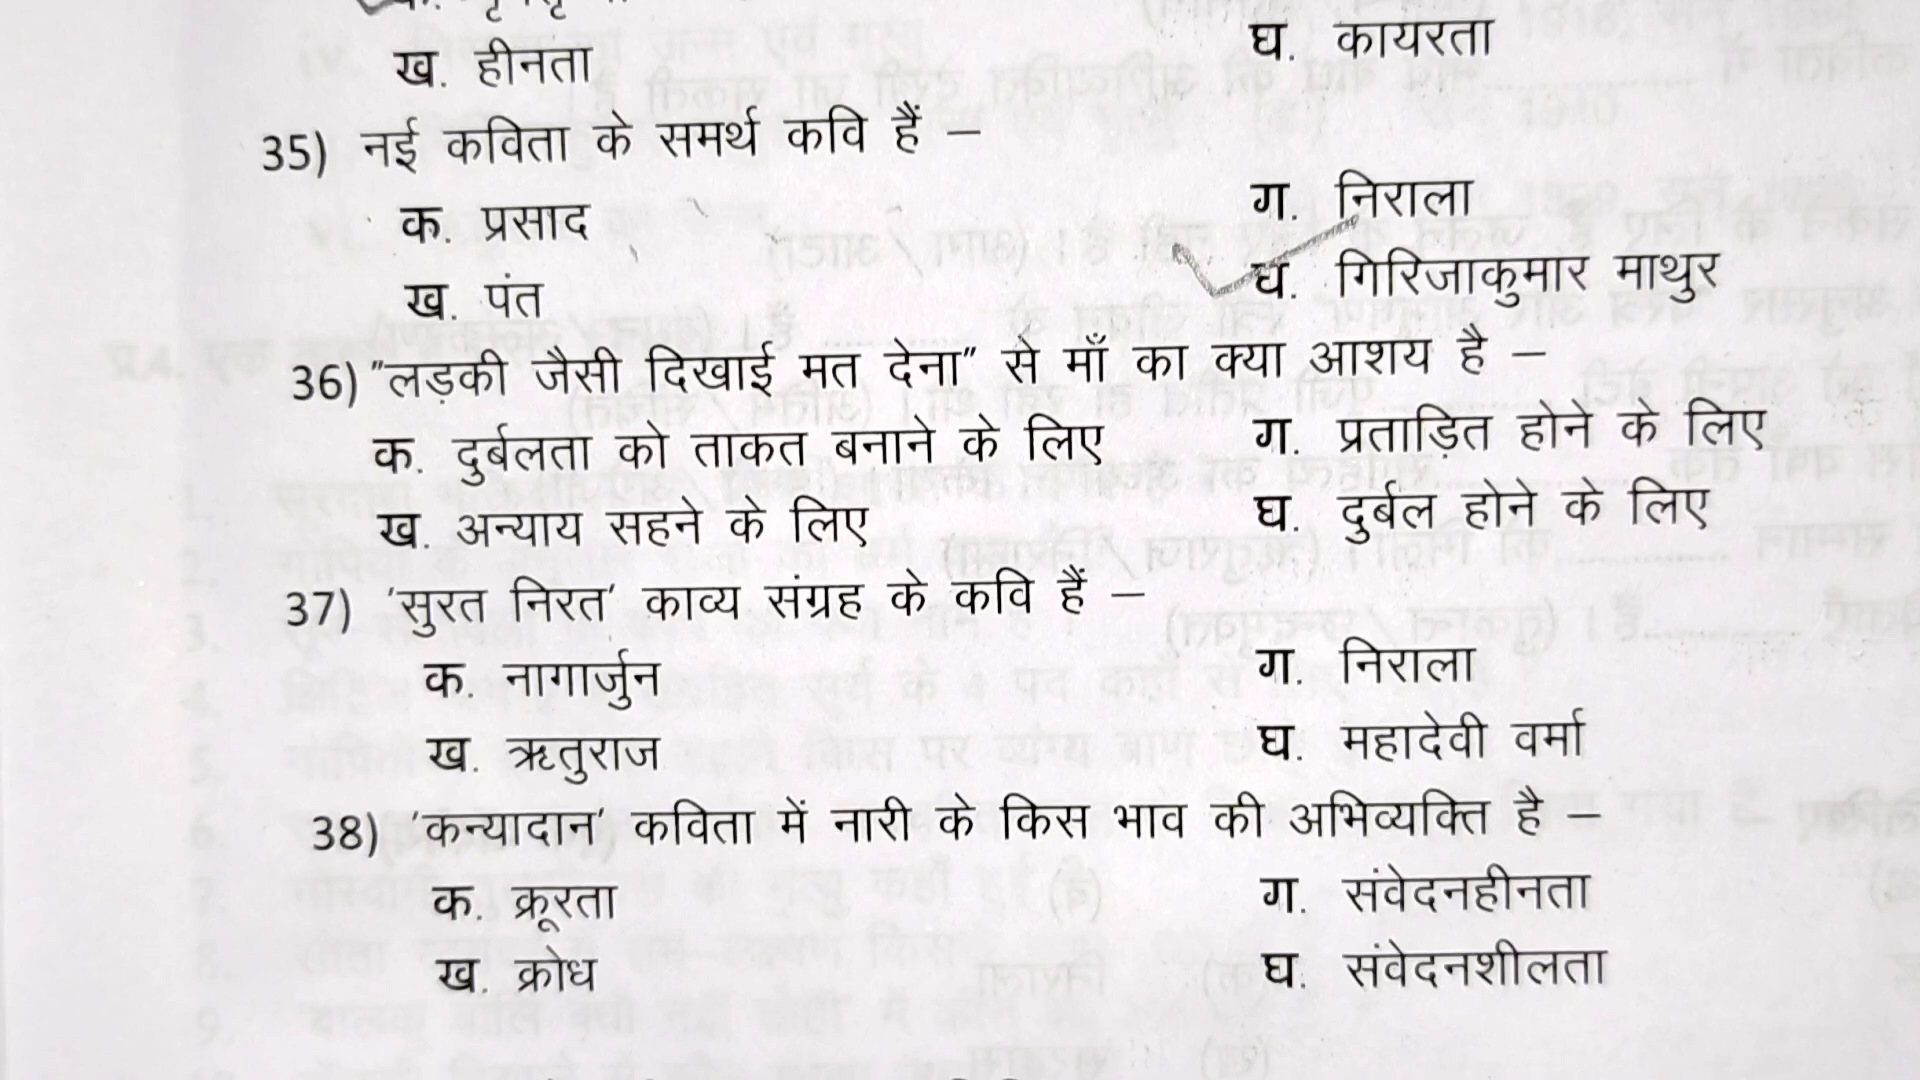 ख. हीनता
घ. कायरता
35) नई कविता के समर्थ कवि हैं –
क. प्रसाद
ग. निराला
ख. पंत
घ. गिरिजाकुमार माथुर
36) "लड़की जैसी दिखाई मत देना" से माँ का क्या आशय है –
क. दुर्बलता को ताकत बनाने के लिए
ग. प्रताड़ित होने के लिए
ख. अन्याय सहने के लिए
घ. दुर्बल होने के लिए
37) 'सुरत निरत' काव्य संग्रह के कवि हैं –
क. नागार्जुन
ग. निराला
ख. ऋतुराज
घ. महादेवी वर्मा
38) 'कन्यादान' कविता में नारी के किस भाव की अभिव्यक्ति है –
क. क्रूरता
ग. संवेदनहीनता
ख. क्रोध
घ. संवेदनशीलता